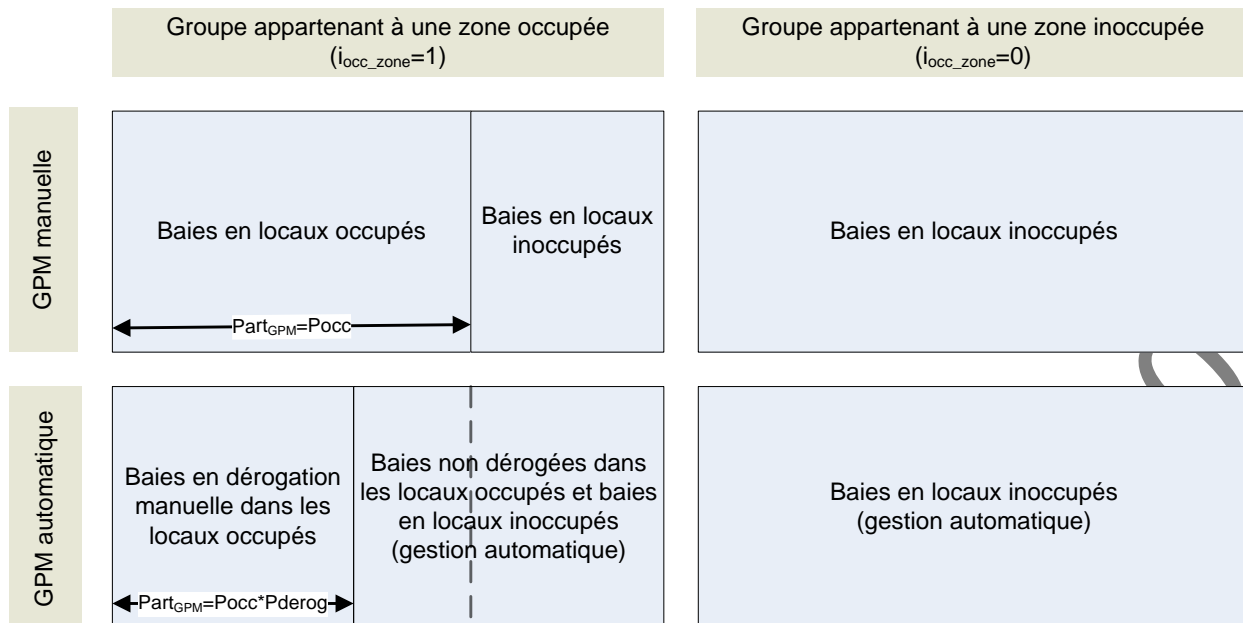 Groupe appartenant à une zone occupée
(iocc_zone=1)
Groupe appartenant à une zone inoccupée
(iocc_zone=0)
GPM manuelle
Baies en locaux occupés
Baies en locaux
inoccupés
Baies en locaux inoccupés
PartGPM=Pocc
GPM automatique
Baies en dérogation
manuelle dans les
locaux occupés
Baies non dérogées dans
les locaux occupés et baies
en locaux inoccupés
(gestion automatique)
Baies en locaux inoccupés
(gestion automatique)
PartGPM=Pocc*Pderog